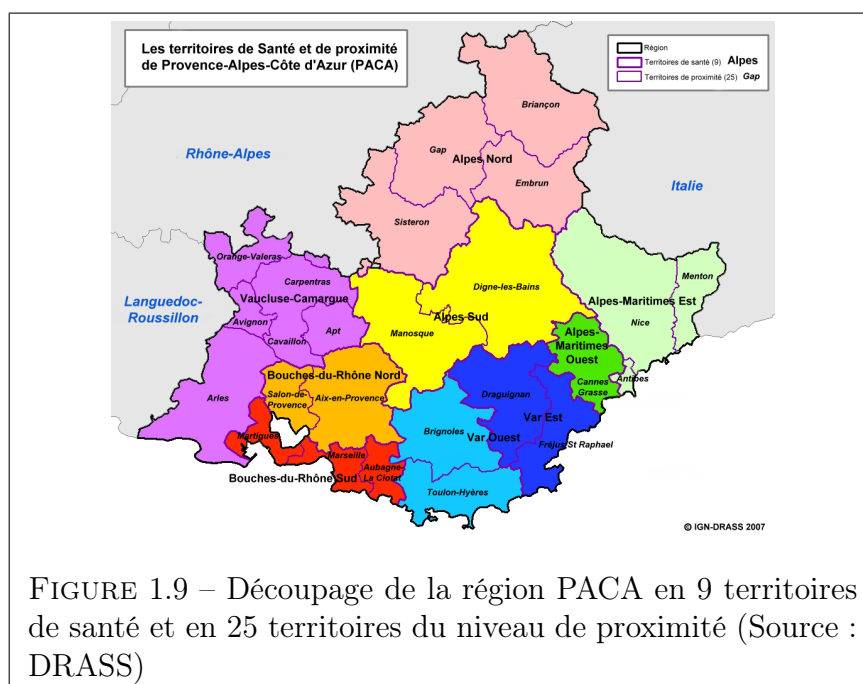 Les territoires de Santé et de proximité
de Provence-Alpes-Côte d'Azur (PACA)
Région
Territoires de santé (9) Alpes
Territoires de proximité (25) Gap
Briançon
Rhône-Alpes
Gap
Alpes Nord
Embrun
Italie
Sisteron
Orange-Valeras
Carpentras
Digne-les-Bains
Menton
Languedoc-
Roussillon
Vaucluse-Camargue
Alpes-Maritimes Est
Avignon
Apt
Alpes Sud
Nice
Manosque
Cavaillon
Alpes-
Maritimes
Ouest
Bouches-du-Rhône Nord
Antibes
Cannes
Grasse
Arles
Salon-de-
Provence
Aix-en-Provence
Draguignan
Var Est
Martigues
Brignoles
Var Ouest
Fréjus/St Raphael
Marseille
Aubagne-
La Ciotat
Bouches-du-Rhône Sud
Toulon-Hyères
© IGN-DRASS 2007
FIGURE 1.9 – Découpage de la région PACA en 9 territoires
de santé et en 25 territoires du niveau de proximité (Source :
DRASS)